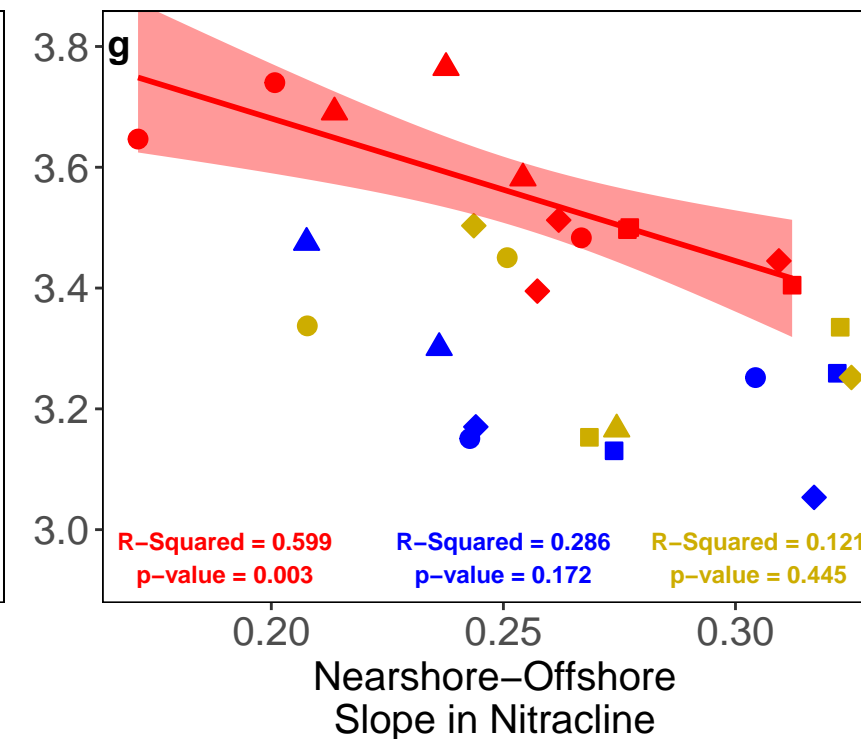 g
3.8
3.6
3.4
3.2
3.0
R−Squared = 0.599
p−value = 0.003
R−Squared = 0.286
p−value = 0.172
R−Squared = 0.121
p−value = 0.445
0.20
0.25
0.30
Nearshore−Offshore
Slope in Nitracline